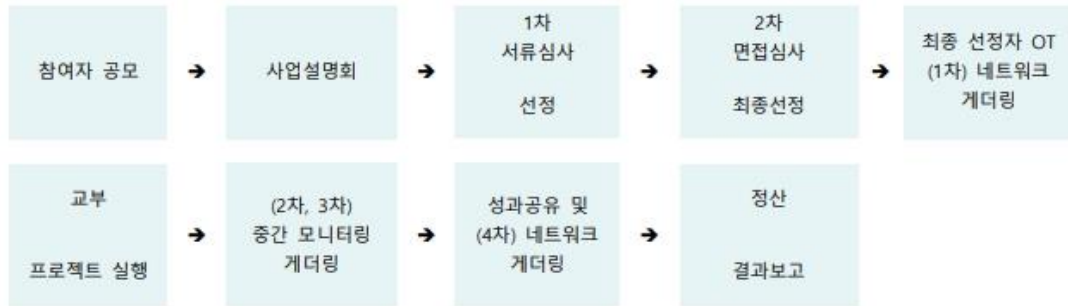 참여자 공모
➔
사업설명회
➔
1차
서류심사
선정
➔
2차
면접심사
최종선정
➔
최종 선정자 OT
(1차) 네트워크
게더링
교부
프로젝트 실행
➔
(2차, 3차)
중간 모니터링
게더링
➔
성과공유 및
(4차) 네트워크
게더링
➔
정산
결과보고